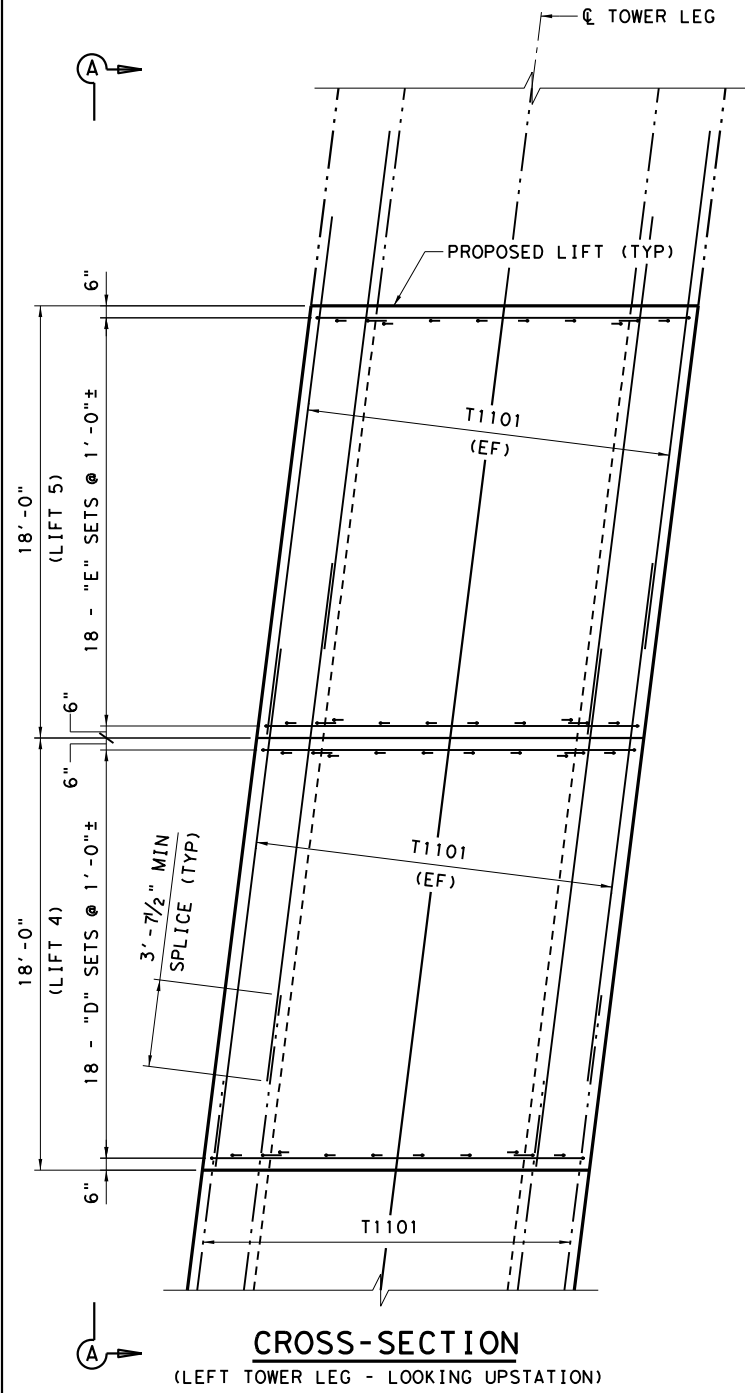 ℄ TOWER LEG
A
PROPOSED LIFT (TYP)
6"
T1101
(EF)
18'-0"
(LIFT 5)
18 - "E" SETS @ 1'-0"±
6"
6"
T1101
(EF)
3'-7½" MIN
SPLICE (TYP)
18'-0"
(LIFT 4)
18 - "D" SETS @ 1'-0"±
6"
T1101
A
CROSS-SECTION
(LEFT TOWER LEG - LOOKING UPSTATION)